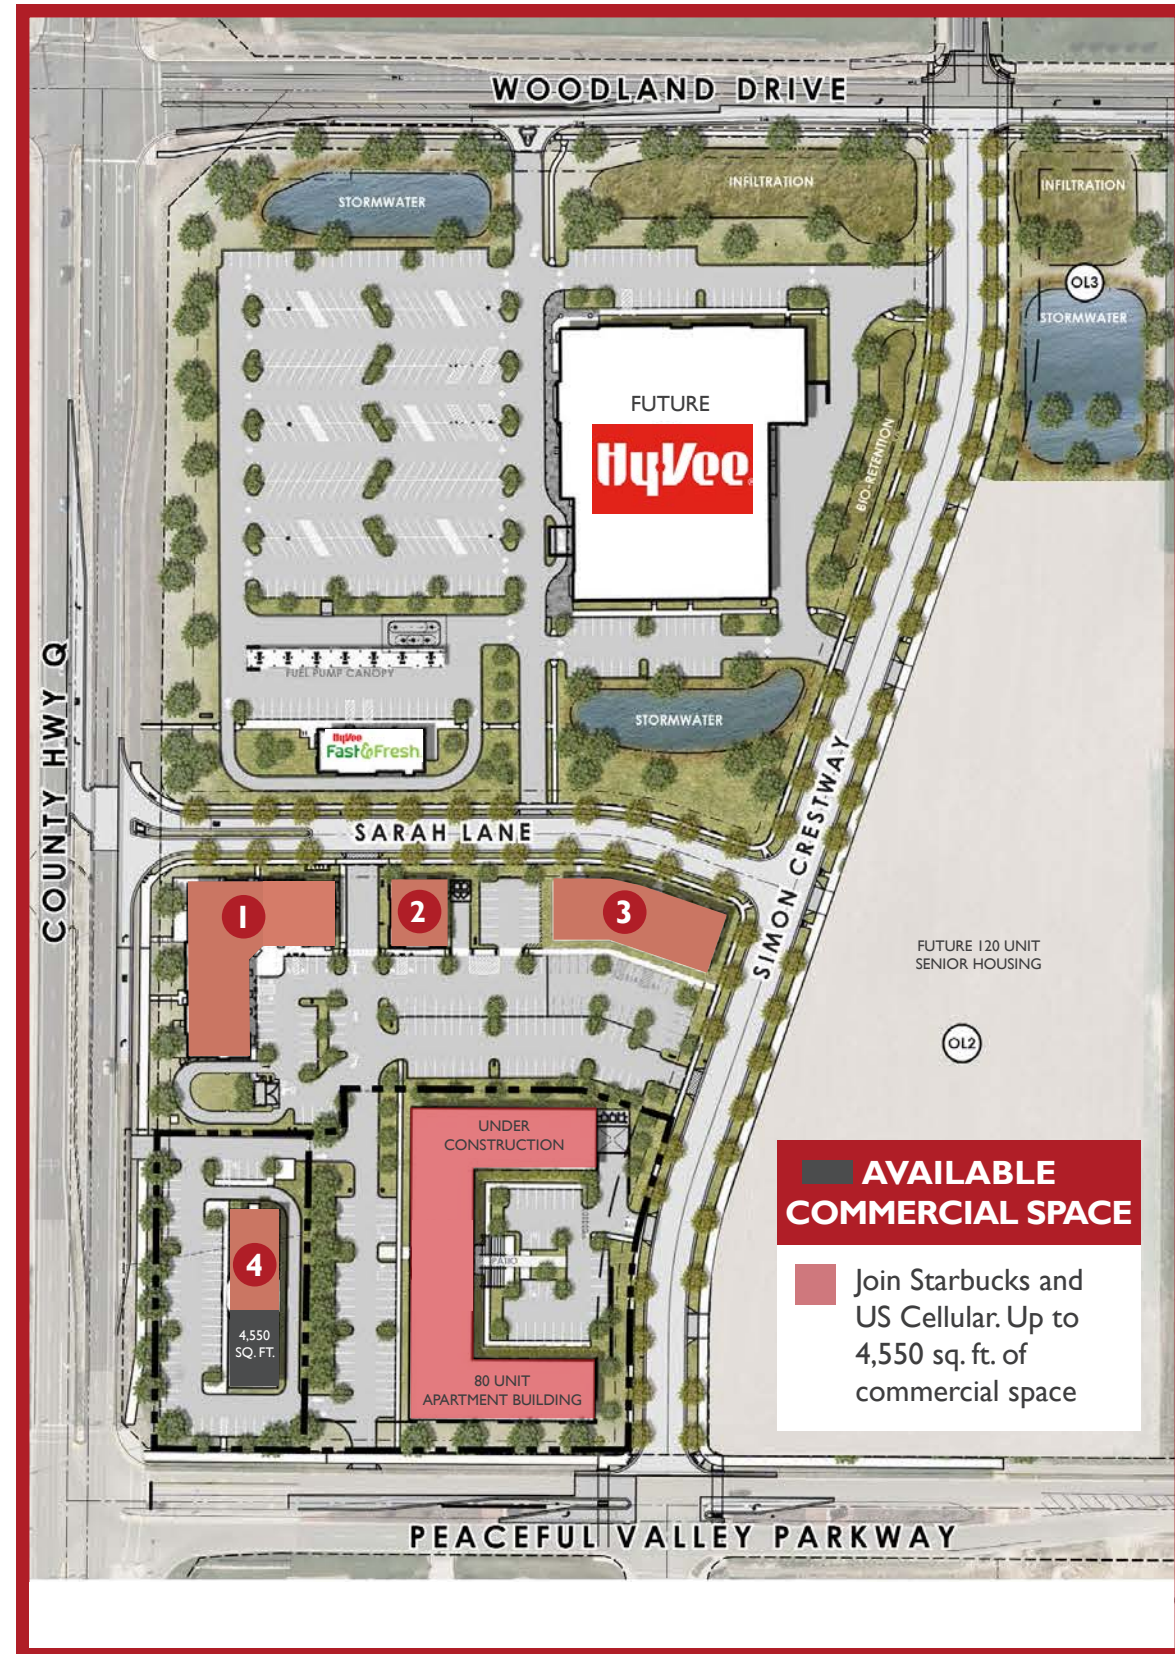 WOODLAND DRIVE
STORMWATER
INFILTRATION
INFILTRATION
OL3
STORMWATER
FUTURE
HyVee
BIO-RETENTION
COUNTY HWY Q
FUEL PUMP CANOPY
STORMWATER
HyVee
Fast&Fresh
SARAH LANE
SIMON CRESTWAY
1
2
3
FUTURE 120 UNIT
SENIOR HOUSING
OL2
UNDER
CONSTRUCTION
PATIO
4
4,550
SQ. FT.
80 UNIT
APARTMENT BUILDING
AVAILABLE
COMMERCIAL SPACE
Join Starbucks and
US Cellular. Up to
4,550 sq. ft. of
commercial space
PEACEFUL VALLEY PARKWAY